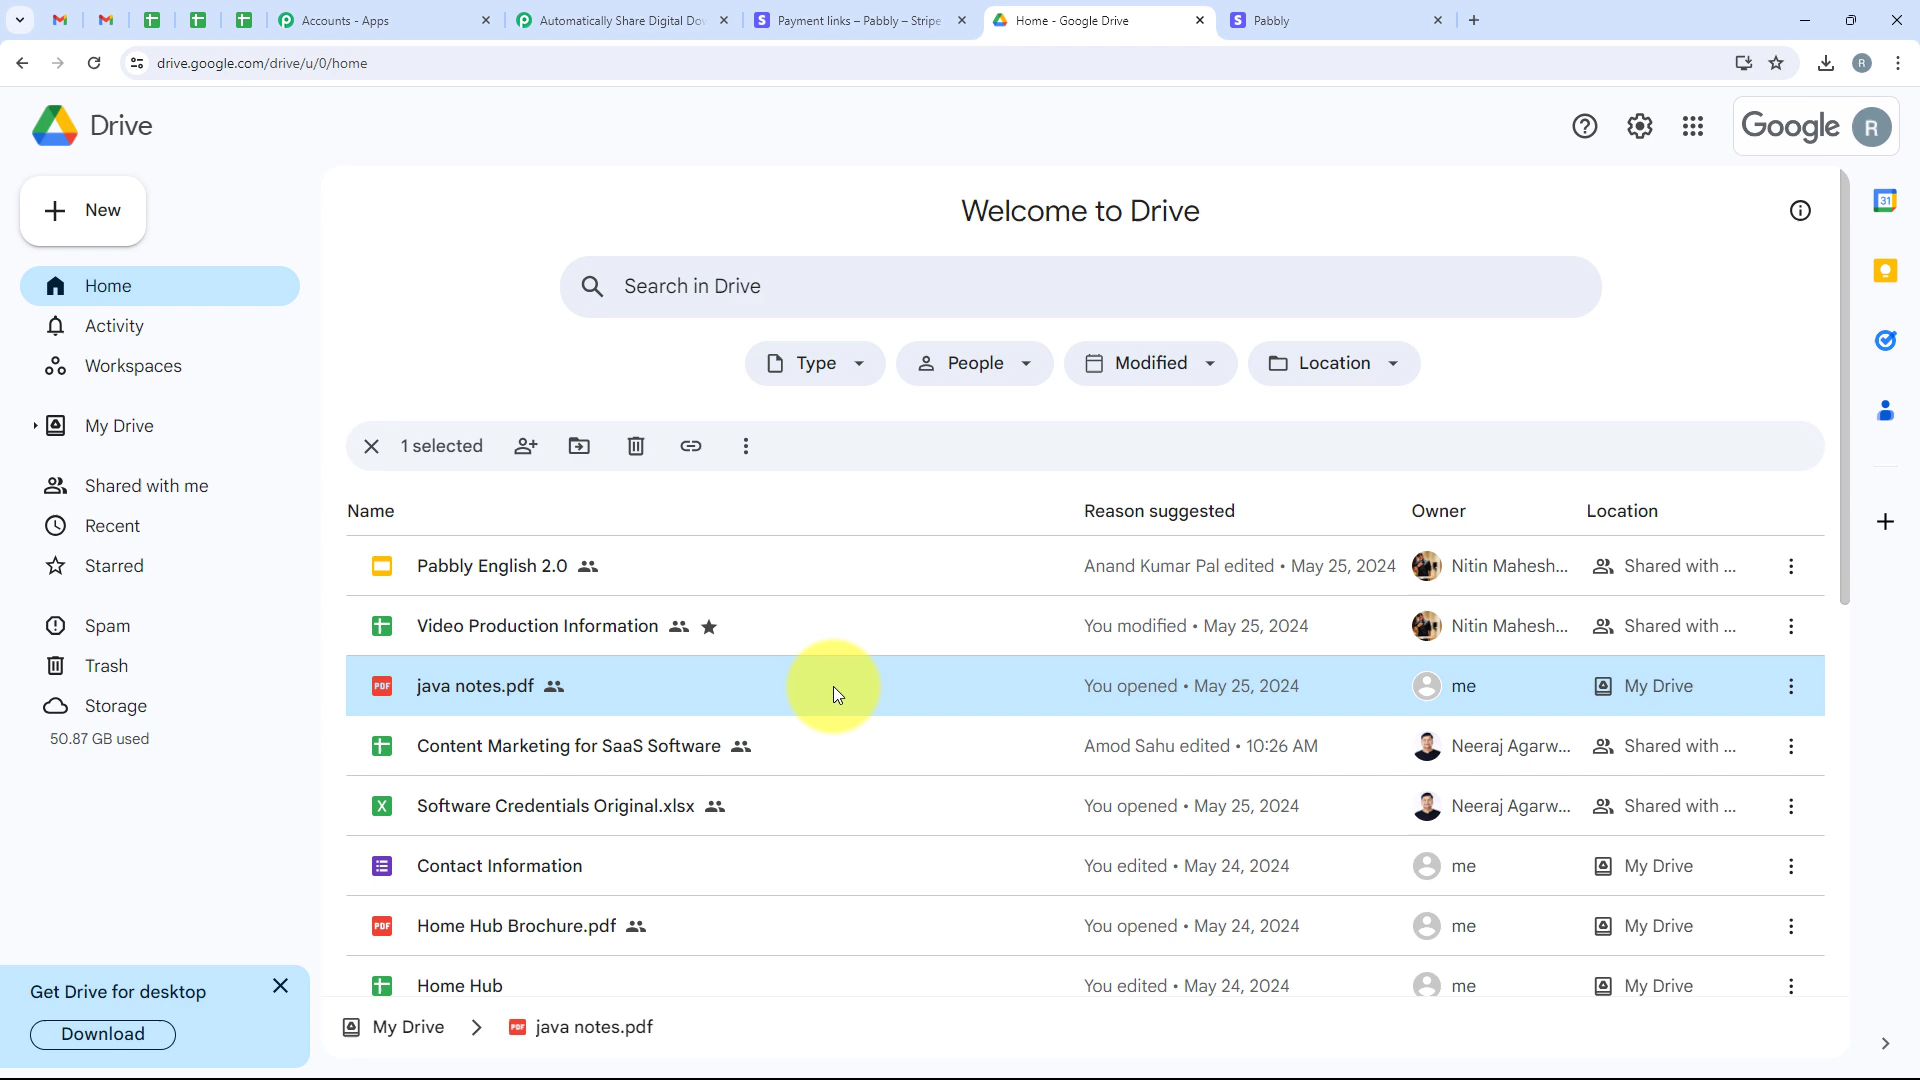 Accounts - Apps
Automatically Share Digital Do
Payment links – Pabbly – Stripe
Home - Google Drive
Pabbly
drive.google.com/drive/u/0/home
R
Drive
Google R
New
Welcome to Drive
31
Search in Drive
Home
Activity
Workspaces
Type
People
Modified
Location
My Drive
1 selected
Shared with me
Recent
Starred
Name
Reason suggested
Owner
Location
Pabbly English 2.0
Anand Kumar Pal edited • May 25, 2024
Nitin Mahesh...
Shared with ...
Spam
Video Production Information
You modified • May 25, 2024
Nitin Mahesh...
Shared with ...
Trash
PDF java notes.pdf
You opened • May 25, 2024
me
My Drive
Storage
50.87 GB used
Content Marketing for SaaS Software
Amod Sahu edited • 10:26 AM
Neeraj Agarw...
Shared with ...
X Software Credentials Original.xlsx
You opened • May 25, 2024
Neeraj Agarw...
Shared with ...
Contact Information
You edited • May 24, 2024
me
My Drive
PDF Home Hub Brochure.pdf
You opened • May 24, 2024
me
My Drive
Home Hub
You edited • May 24, 2024
me
My Drive
Get Drive for desktop
Download
My Drive
PDF java notes.pdf